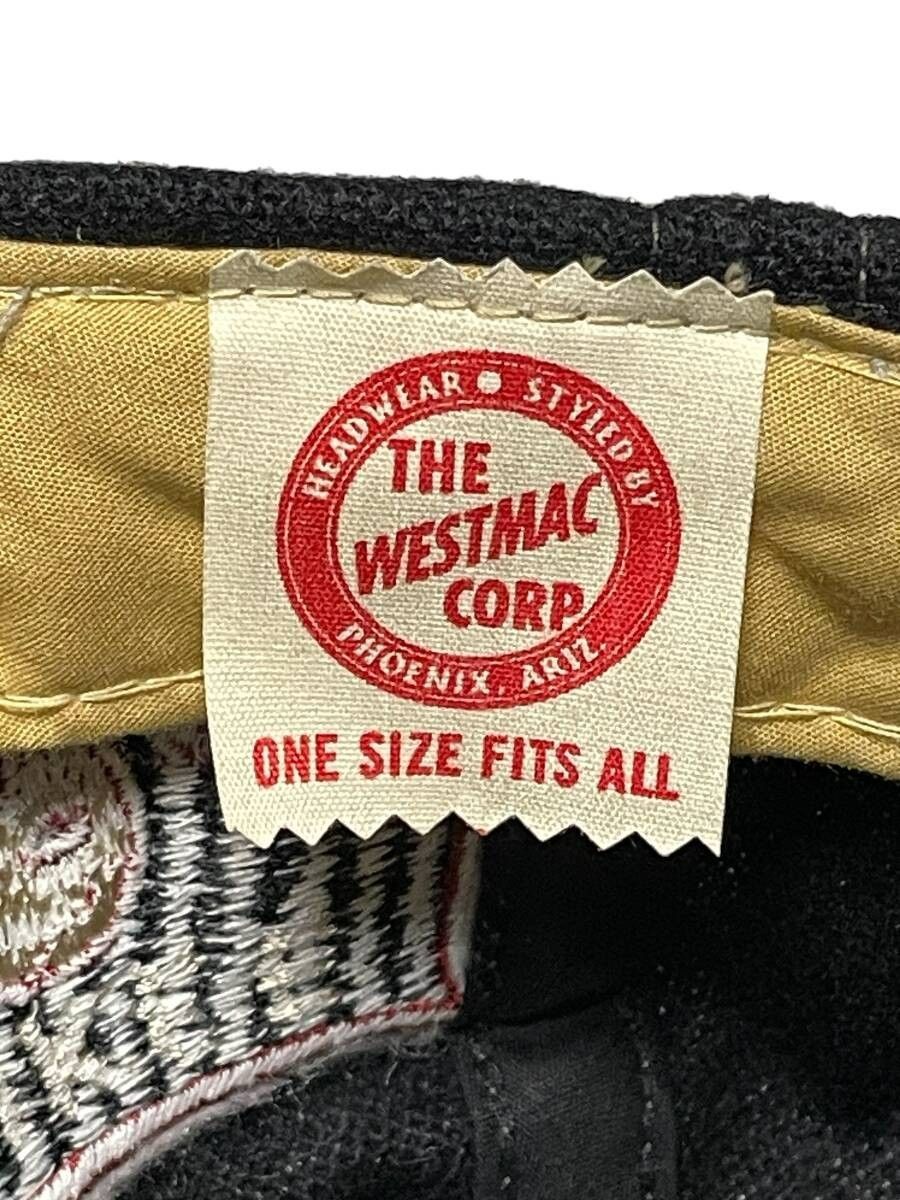 HEADWEAR • STYLED BY
THE
WESTMAC
CORP
PHOENIX, ARIZ.
ONE SIZE FITS ALL